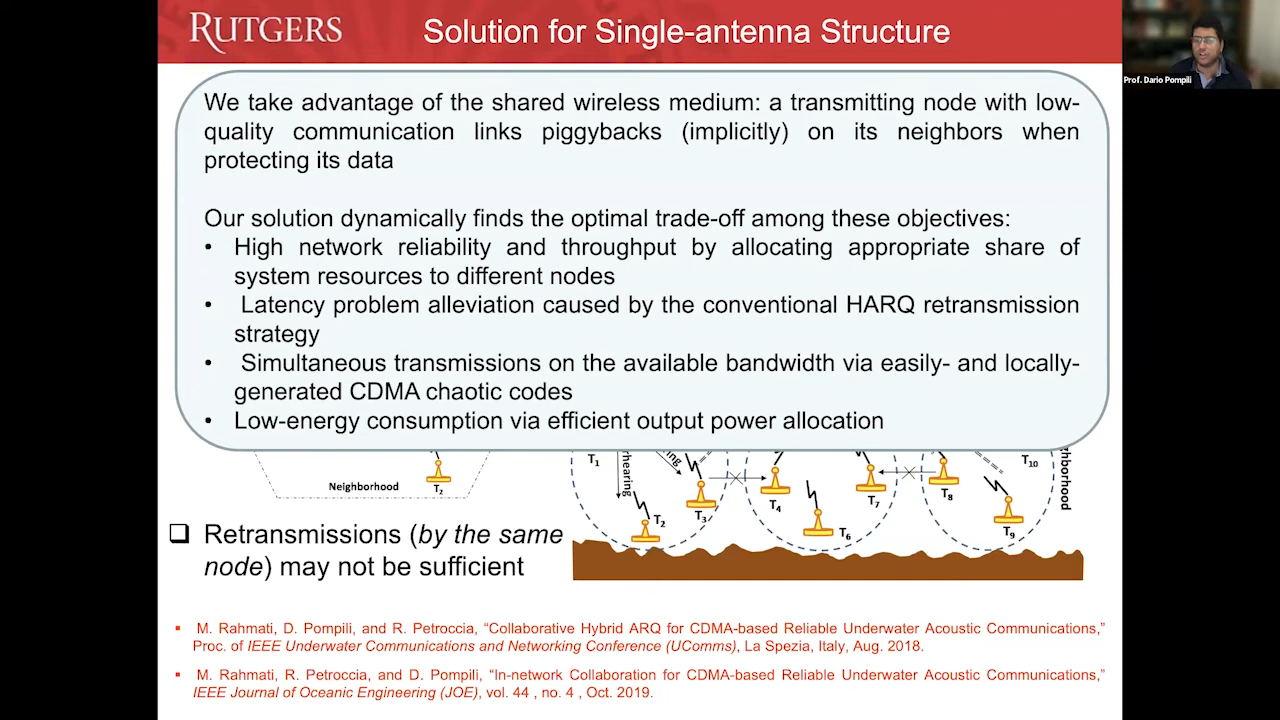 RUTGERS
Solution for Single-antenna Structure
Prof. Dario Pompili
We take advantage of the shared wireless medium: a transmitting node with low-
quality communication links piggybacks (implicitly) on its neighbors when
protecting its data
Our solution dynamically finds the optimal trade-off among these objectives:
• High network reliability and throughput by allocating appropriate share of
system resources to different nodes
• Latency problem alleviation caused by the conventional HARQ retransmission
strategy
• Simultaneous transmissions on the available bandwidth via easily- and locally-
generated CDMA chaotic codes
• Low-energy consumption via efficient output power allocation
Neighborhood
T2
T1
T2
T3
T4
T6
T7
T8
T9
T10
❑ Retransmissions (by the same
node) may not be sufficient
▪ M. Rahmati, D. Pompili, and R. Petroccia, “Collaborative Hybrid ARQ for CDMA-based Reliable Underwater Acoustic Communications,”
Proc. of IEEE Underwater Communications and Networking Conference (UComms), La Spezia, Italy, Aug. 2018.
▪ M. Rahmati, R. Petroccia, and D. Pompili, “In-network Collaboration for CDMA-based Reliable Underwater Acoustic Communications,”
IEEE Journal of Oceanic Engineering (JOE), vol. 44 , no. 4 , Oct. 2019.